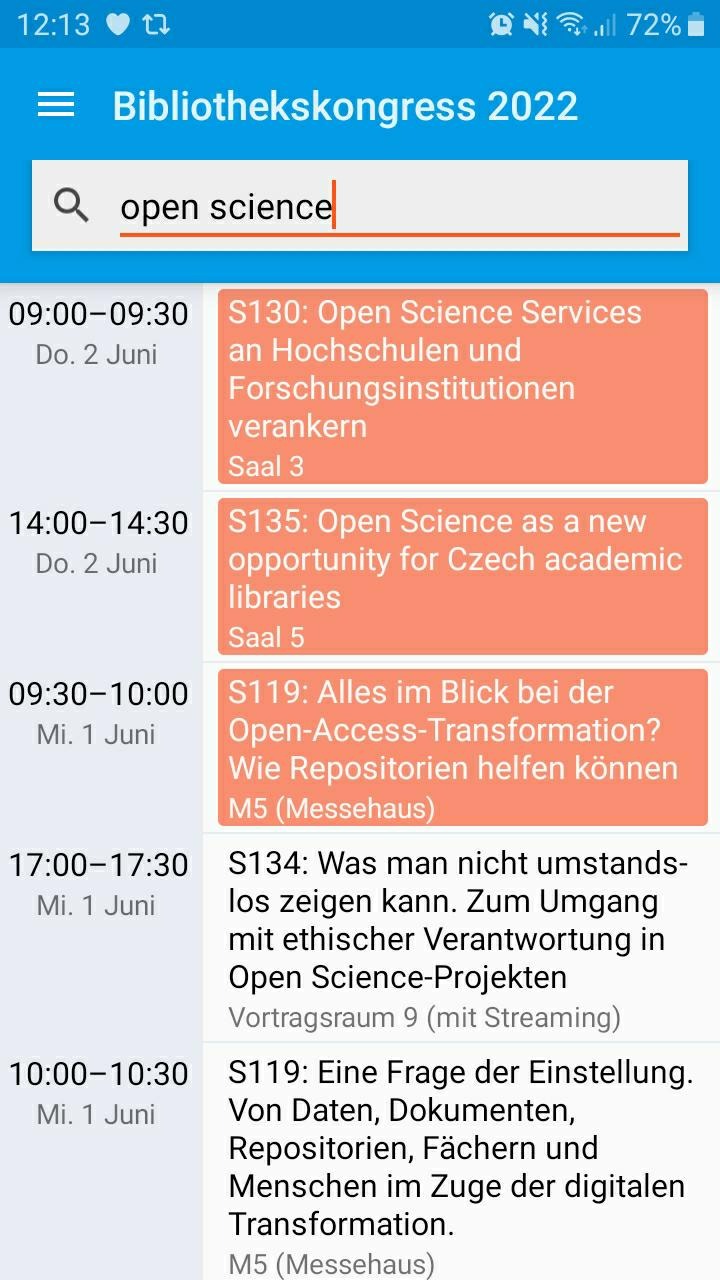 12:13 72%
Bibliothekskongress 2022
open science
09:00–09:30
Do. 2 Juni
S130: Open Science Services
an Hochschulen und
Forschungsinstitutionen
verankern
Saal 3
14:00–14:30
Do. 2 Juni
S135: Open Science as a new
opportunity for Czech academic
libraries
Saal 5
09:30–10:00
Mi. 1 Juni
S119: Alles im Blick bei der
Open-Access-Transformation?
Wie Repositorien helfen können
M5 (Messehaus)
17:00–17:30
Mi. 1 Juni
S134: Was man nicht umstands-
los zeigen kann. Zum Umgang
mit ethischer Verantwortung in
Open Science-Projekten
Vortragsraum 9 (mit Streaming)
10:00–10:30
Mi. 1 Juni
S119: Eine Frage der Einstellung.
Von Daten, Dokumenten,
Repositorien, Fächern und
Menschen im Zuge der digitalen
Transformation.
M5 (Messehaus)